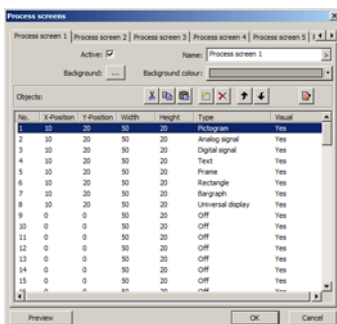 Process screens
Process screen 1 Process screen 2 Process screen 3 Process screen 4 Process screen 5
Active: Name: Process screen 1
Background: ... Background colour:
Objects:
No. X-Position Y-Position Width Height Type Visual
1 10 20 50 20 Pictogram Yes
2 10 20 50 20 Analog signal Yes
3 10 20 50 20 Digital signal Yes
4 10 20 50 20 Text Yes
5 10 20 50 20 Frame Yes
6 10 20 50 20 Rectangle Yes
7 10 20 50 20 Bargraph Yes
8 10 20 50 20 Universal display Yes
9 0 0 50 20 Off Yes
10 0 0 50 20 Off Yes
11 0 0 50 20 Off Yes
12 0 0 50 20 Off Yes
13 0 0 50 20 Off Yes
14 0 0 50 20 Off Yes
15 0 0 50 20 Off Yes
Preview OK Cancel